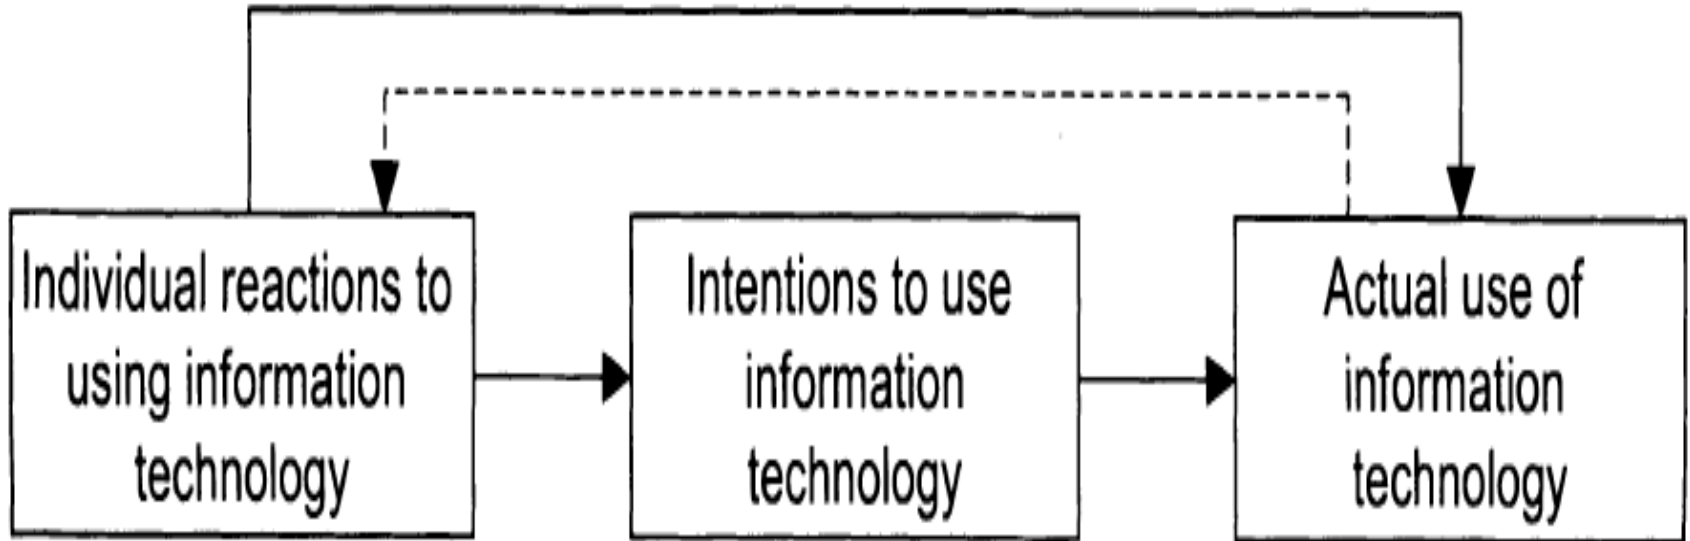 Individual reactions to
using information
technology
Intentions to use
information
technology
Actual use of
information
technology